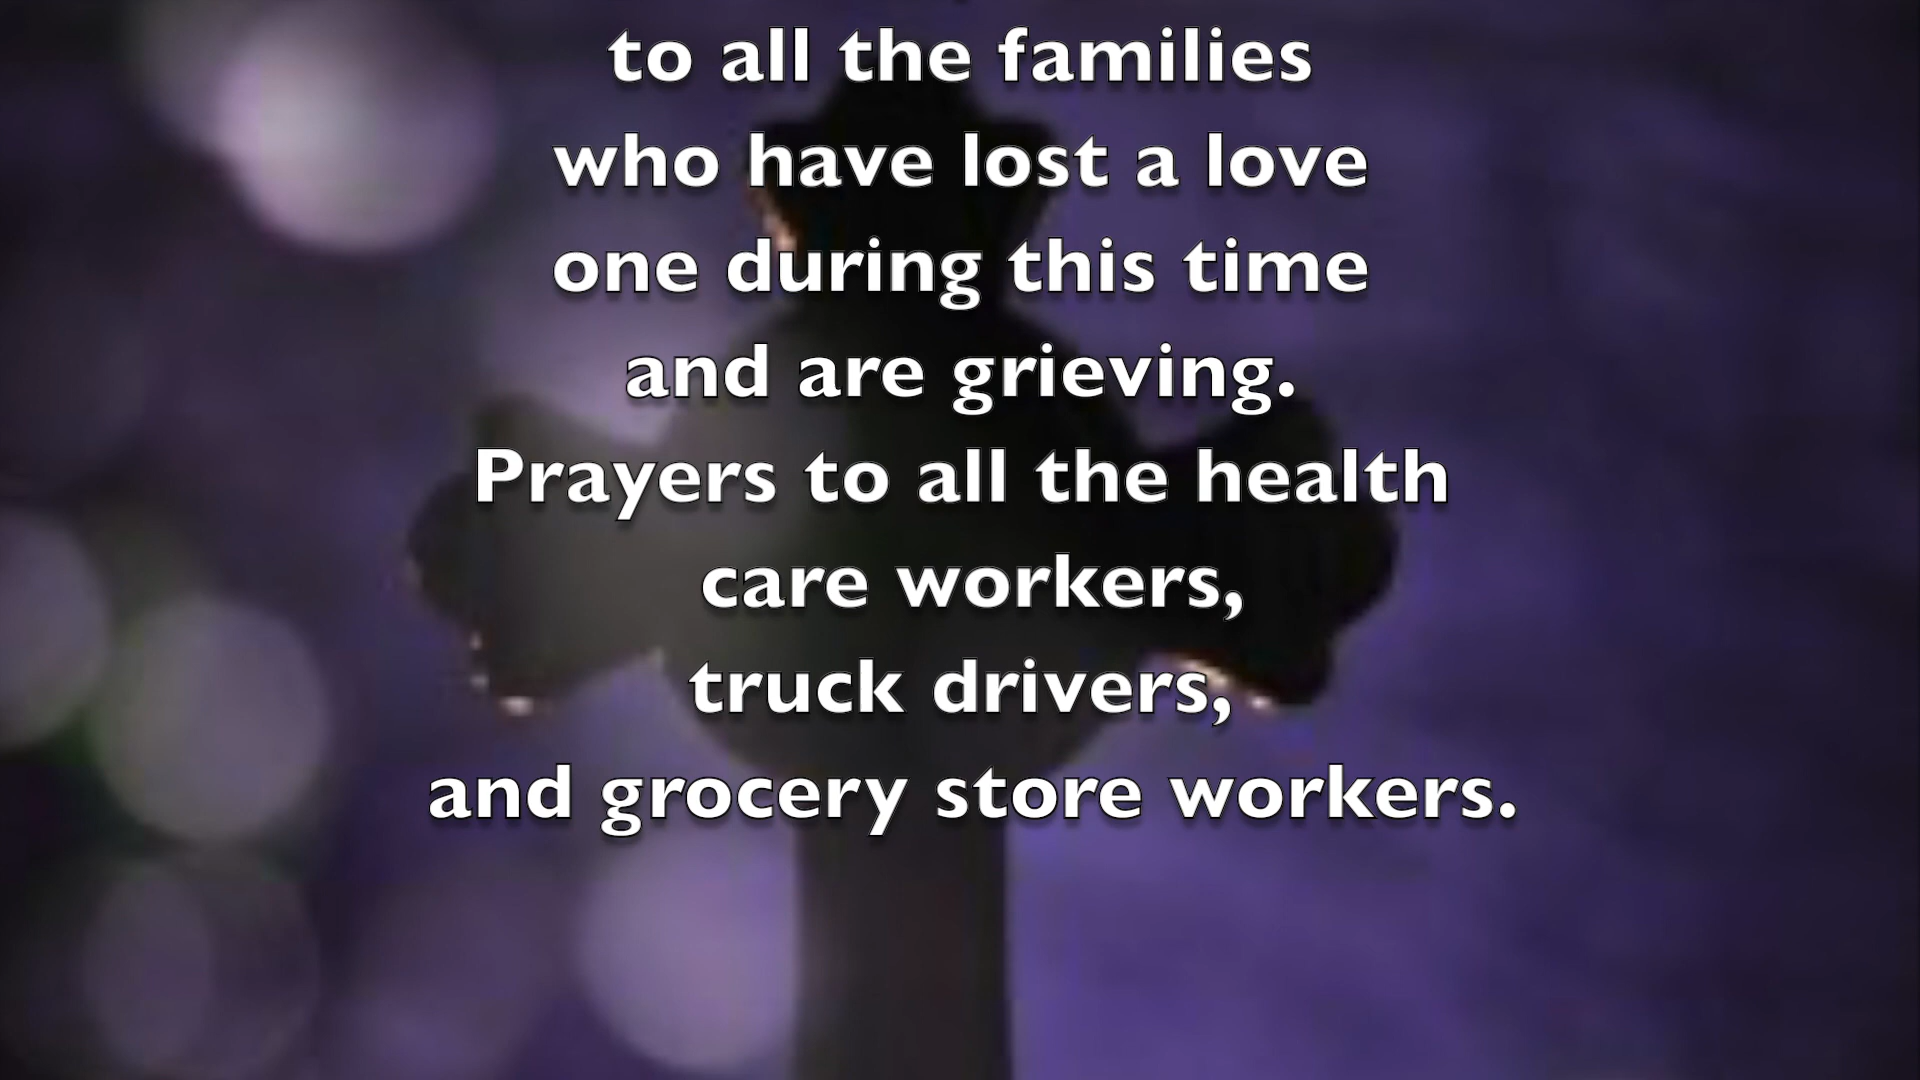 to all the families
who have lost a love
one during this time
and are grieving.
Prayers to all the health
care workers,
truck drivers,
and grocery store workers.